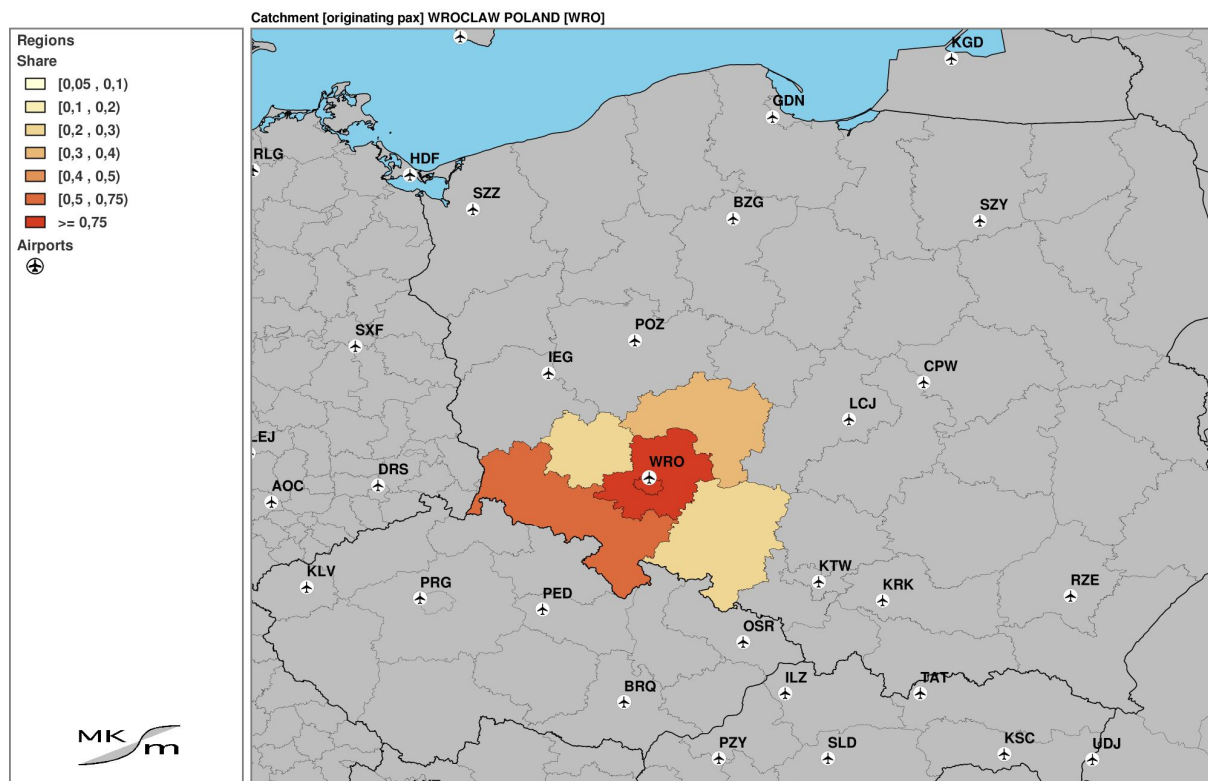 Catchment [originating pax] WROCLAW POLAND [WRO]
Regions
Share
[0,05 , 0,1)
[0,1 , 0,2)
[0,2 , 0,3)
[0,3 , 0,4)
[0,4 , 0,5)
[0,5 , 0,75)
>= 0,75
Airports
KGD
GDN
RLG
HDF
SZZ
BZG
SZY
SXF
POZ
IEG
CPW
LCJ
LEJ
DRS
WRO
AOC
KLV
PRG
PED
KTW
KRK
RZE
OSR
BRQ
ILZ
TAT
PZY
SLD
KSC
UDJ
MK
m